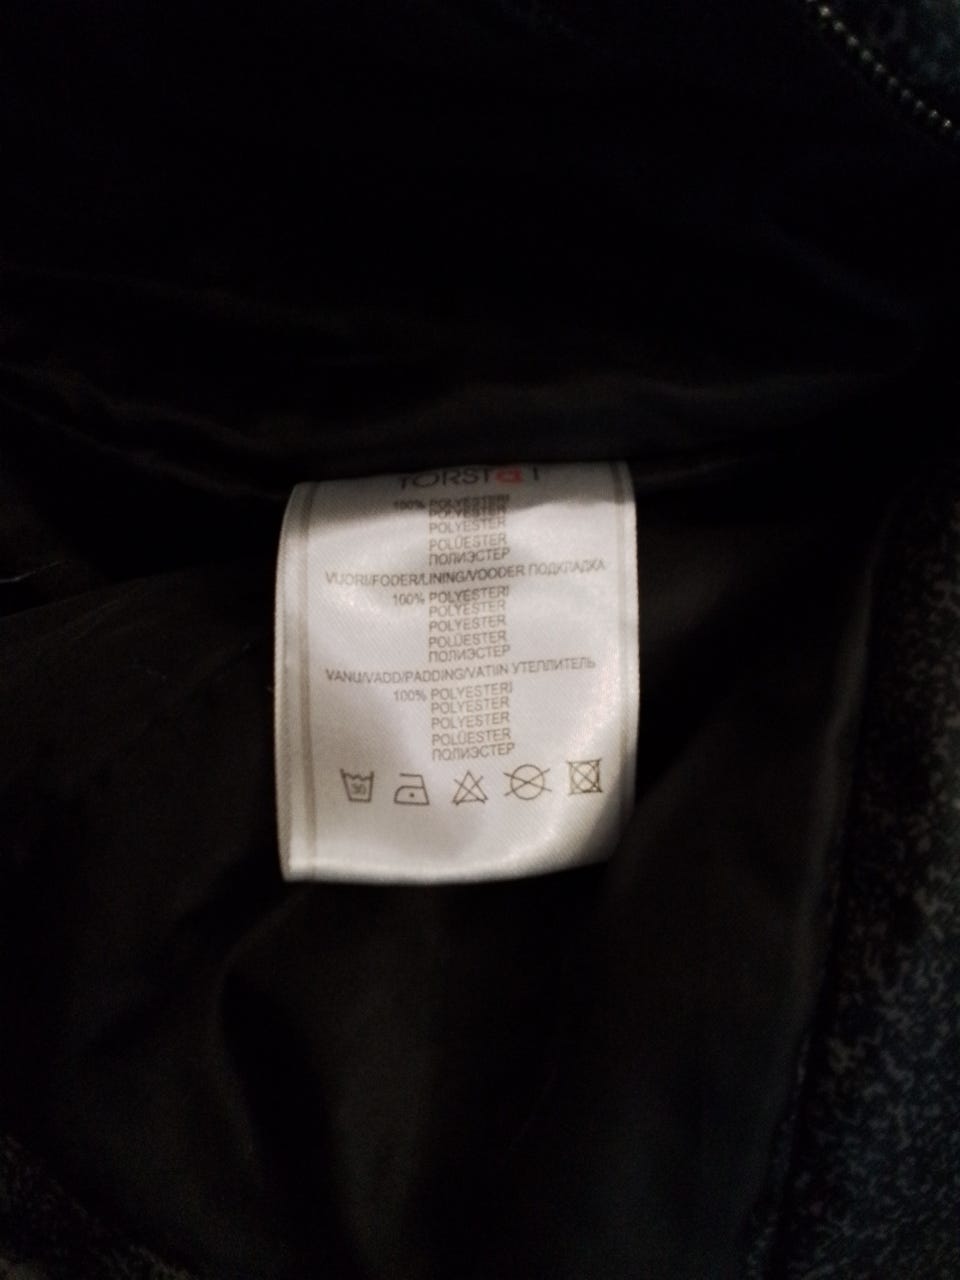 TORSTAI
100% POLYESTERI
POLYESTER
POLYESTER
POLÜESTER
ПОЛИЭСТЕР
VUORI/FODER/LINING/VOODER ПОДКЛАДКА
100% POLYESTERI
POLYESTER
POLYESTER
POLÜESTER
ПОЛИЭСТЕР
VANU/VADD/PADDING/VATIIN УТЕПЛИТЕЛЬ
100% POLYESTERI
POLYESTER
POLYESTER
POLÜESTER
ПОЛИЭСТЕР
30